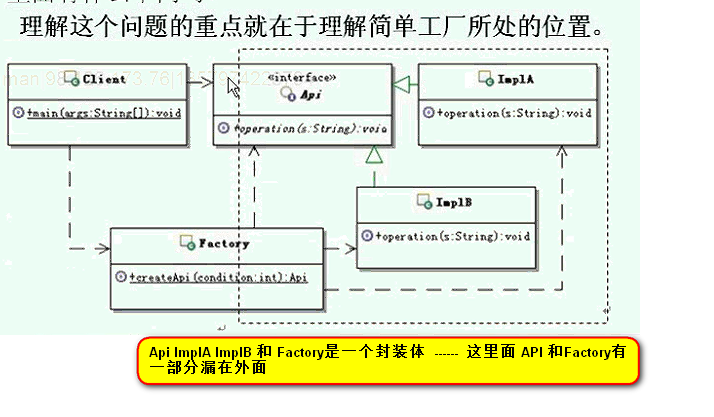 理解这个问题的重点就在于理解简单工厂所处的位置。
Client
+main(args:String[]):void
«interface»
Api
+operation(s:String):void
ImplA
+operation(s:String):void
ImplB
+operation(s:String):void
Factory
+createApi(condition:int):Api
Api ImplA ImplB 和 Factory是一个封装体 ------ 这里面 API 和Factory有
一部分漏在外面